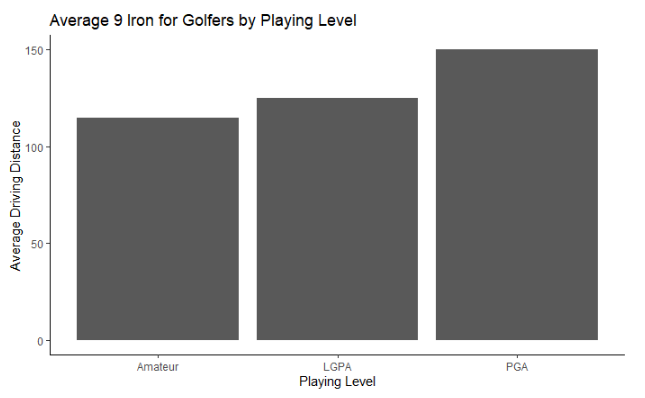 Average 9 Iron for Golfers by Playing Level
Average Driving Distance
150
100
50
0
Amateur LGPA PGA
Playing Level